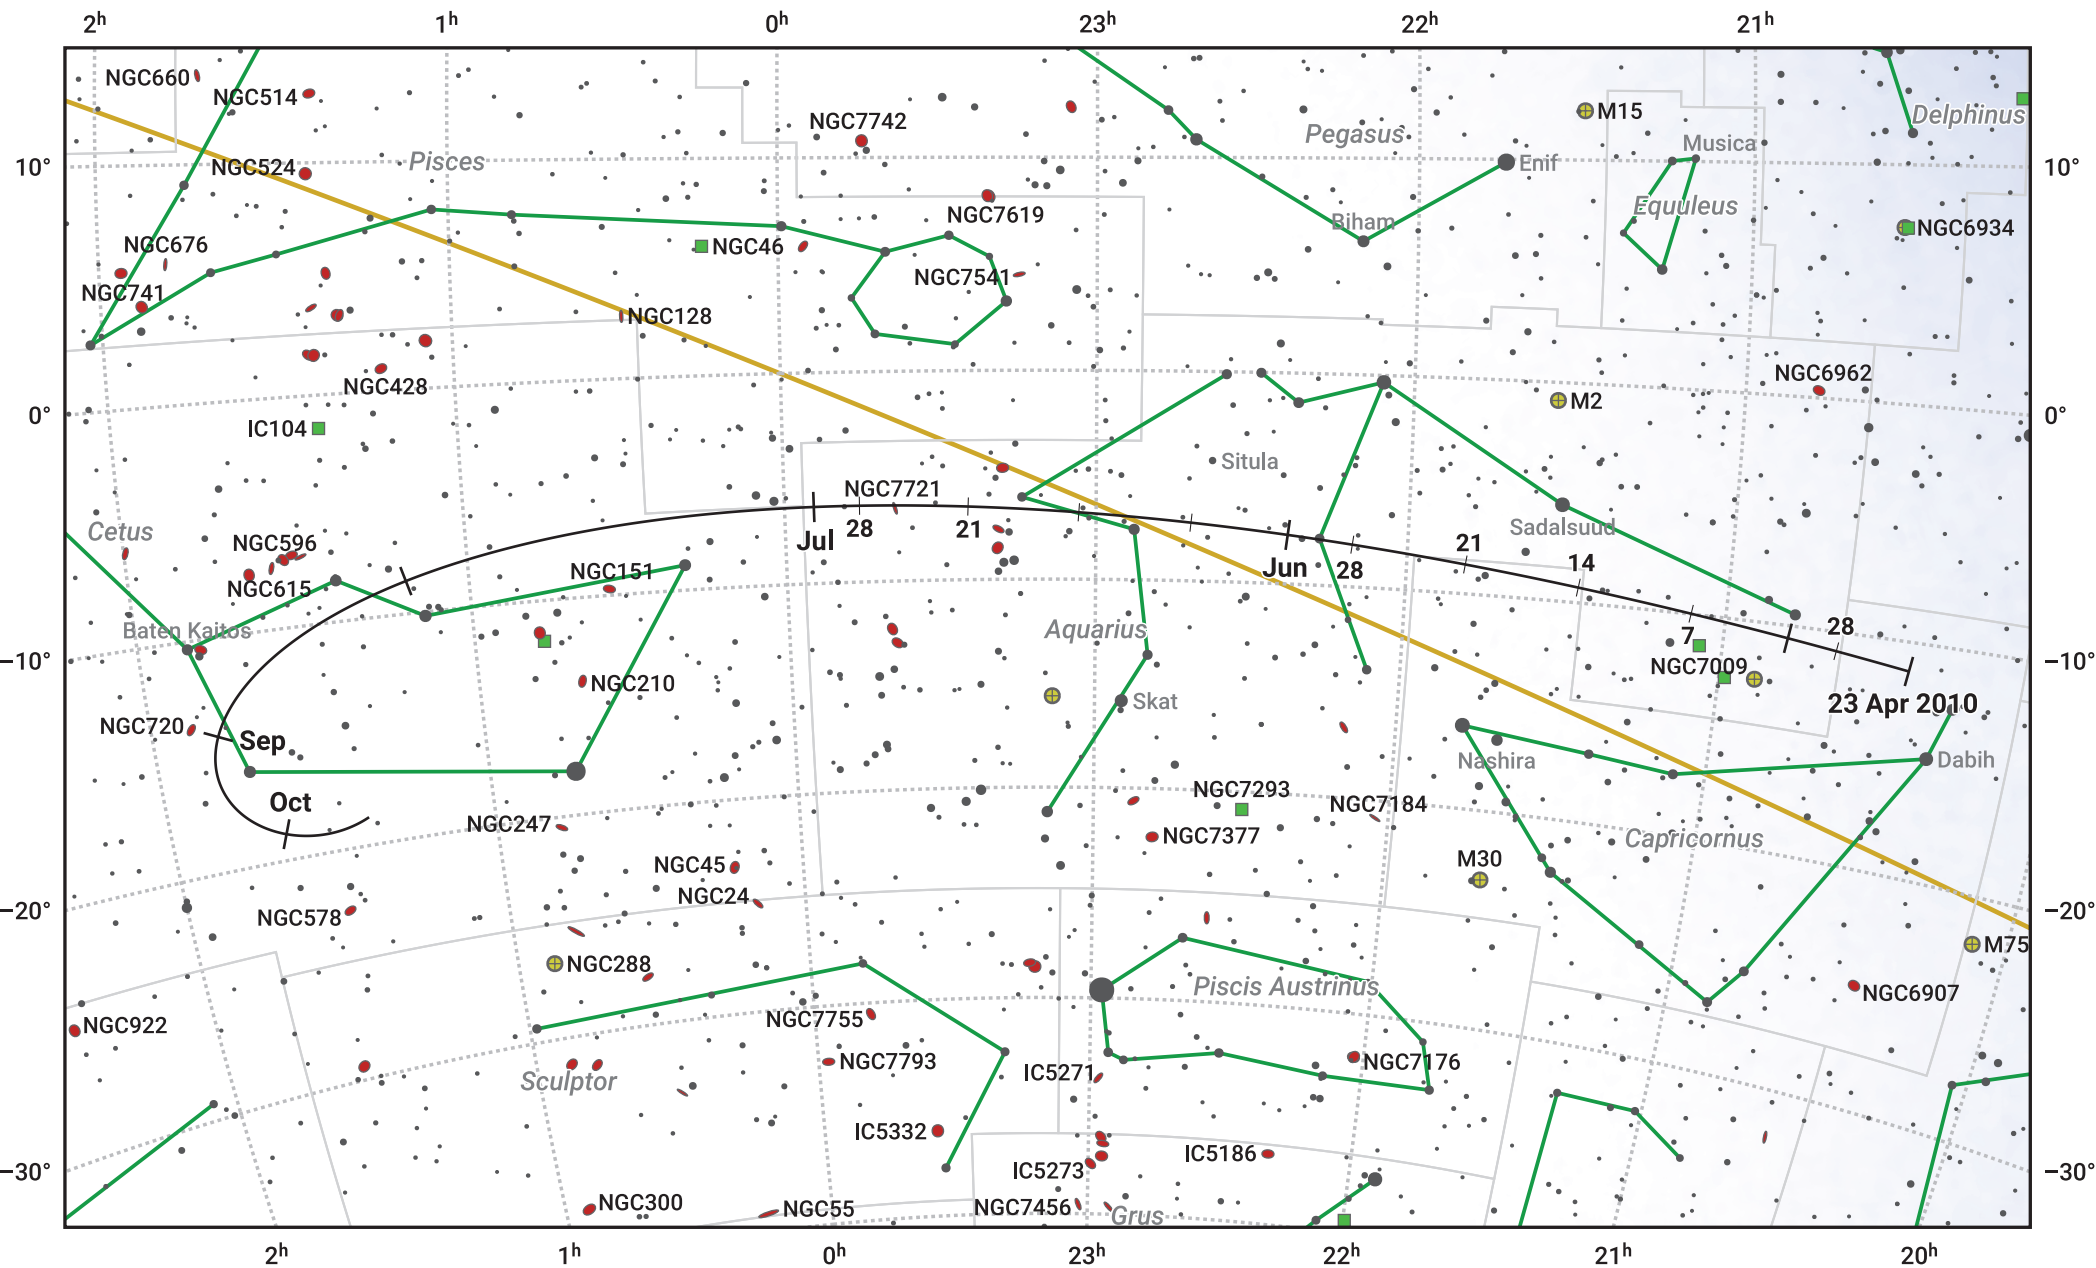 2h 1h 0h 23h 22h 21h
NGC660
NGC514
NGC7742
M15
Delphinus
Pegasus
Musica
10° NGC524 Pisces Enif 10°
NGC7619
Equuleus
Biham
NGC6934
NGC676
NGC46
NGC7541
NGC741
NGC128
NGC428
NGC6962
0° IC104 M2 0°
Situla
NGC7721
Cetus
28 21
Sadalsuud
NGC596
Jul
21
Jun 28
14
NGC615
NGC151
Baten Kaitos
Aquarius
28
7
−10° NGC7009 −10°
NGC210
Skat
23 Apr 2010
NGC720
Sep
Nashira
Dabih
Oct
NGC7293
NGC7184
NGC247
NGC7377
Capricornus
NGC45
M30
NGC24
−20° NGC578 −20°
M75
NGC288
Piscis Austrinus
NGC6907
NGC922
NGC7755
NGC7793
NGC7176
IC5271
Sculptor
IC5332
IC5186
−30° IC5273 −30°
NGC300
NGC55
NGC7456
Grus
2h 1h 0h 23h 22h 21h 20h